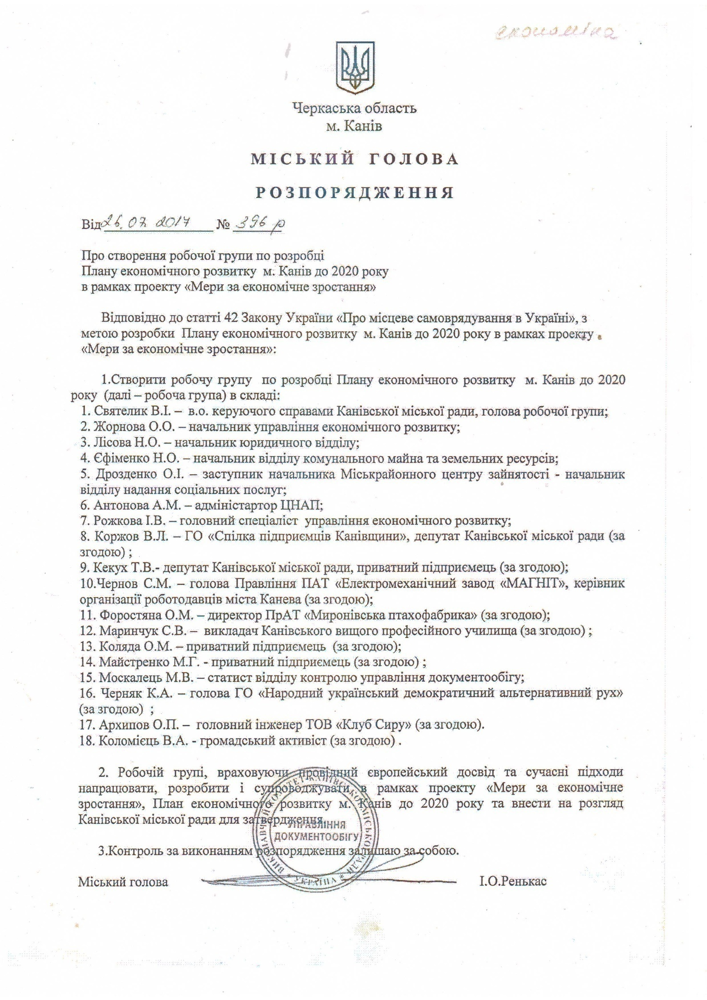 економіка
Черкаська область
м. Канів
МІСЬКИЙ ГОЛОВА
РОЗПОРЯДЖЕННЯ
Від 26.07.2017 № 396 р
Про створення робочої групи по розробці
Плану економічного розвитку м. Канів до 2020 року
в рамках проекту «Мери за економічне зростання»
Відповідно до статті 42 Закону України «Про місцеве самоврядування в Україні», з
метою розробки Плану економічного розвитку м. Канів до 2020 року в рамках проекту
«Мери за економічне зростання»:
1.Створити робочу групу по розробці Плану економічного розвитку м. Канів до 2020
року (далі – робоча група) в складі:
1. Святелик В.І. – в.о. керуючого справами Канівської міської ради, голова робочої групи;
2. Жорнова О.О. – начальник управління економічного розвитку;
3. Лісова Н.О. – начальник юридичного відділу;
4. Єфіменко Н.О. – начальник відділу комунального майна та земельних ресурсів;
5. Дрозденко О.І. – заступник начальника Міськрайонного центру зайнятості - начальник
відділу надання соціальних послуг;
6. Антонова А.М. – адміністартор ЦНАП;
7. Рожкова І.В. – головний спеціаліст управління економічного розвитку;
8. Коржов В.Л. – ГО «Спілка підприємців Канівщини», депутат Канівської міської ради (за
згодою) ;
9. Кекух Т.В.- депутат Канівської міської ради, приватний підприємець (за згодою);
10.Чернов С.М. – голова Правління ПАТ «Електромеханічний завод «МАГНІТ», керівник
організації роботодавців міста Канева (за згодою);
11. Форостяна О.М. – директор ПрАТ «Миронівська птахофабрика» (за згодою);
12. Маринчук С.В. – викладач Канівського вищого професійного училища (за згодою) ;
13. Коляда О.М. – приватний підприємець (за згодою);
14. Майстренко М.Г. - приватний підприємець (за згодою) ;
15. Москалець М.В. – статист відділу контролю управління документообігу;
16. Черняк К.А. – голова ГО «Народний український демократичний альтернативний рух»
(за згодою) ;
17. Архипов О.П. – головний інженер ТОВ «Клуб Сиру» (за згодою).
18. Коломієць В.А. - громадський активіст (за згодою) .
2. Робочій групі, враховуючи провідний європейський досвід та сучасні підходи
напрацювати, розробити і супроводжувати в рамках проекту «Мери за економічне
зростання», План економічного розвитку м. Канів до 2020 року та внести на розгляд
Канівської міської ради для затвердження.
УПРАВЛІННЯ
ДОКУМЕНТООБІГУ
ВИКОНАВЧИЙ КОМІТЕТ КАНІВСЬКОЇ МІСЬКОЇ РАДИ * УКРАЇНА *
3.Контроль за виконанням розпорядження залишаю за собою.
Міський голова І.О.Ренькас